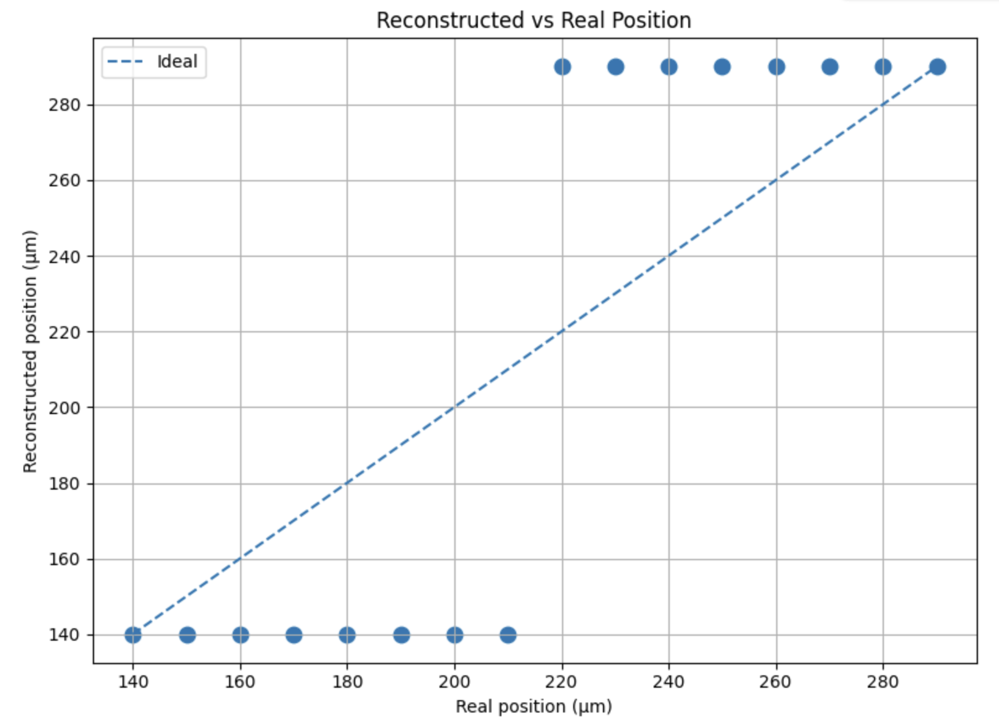 Reconstructed vs Real Position
Ideal
280
260
240
220
200
180
160
140
Reconstructed position (μm)
140 160 180 200 220 240 260 280
Real position (μm)